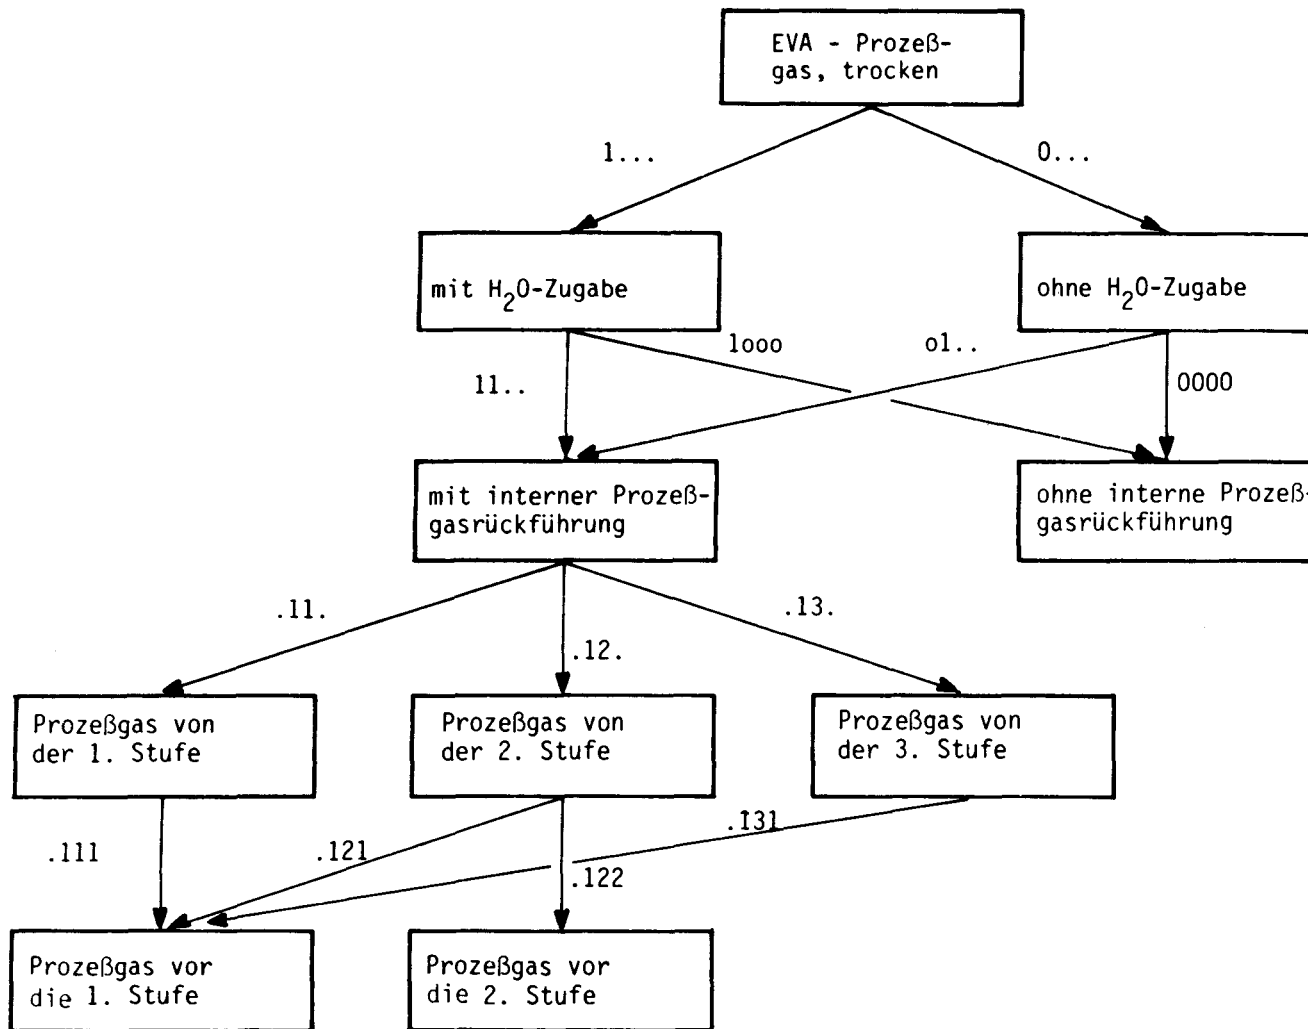 EVA - Prozeß-
gas, trocken
1...
0...
mit H₂O-Zugabe
ohne H₂O-Zugabe
1ooo
o1..
11..
0000
mit interner Prozeß-
gasrückführung
ohne interne Prozeß-
gasrückführung
.11.
.12.
.13.
Prozeßgas von
der 1. Stufe
Prozeßgas von
der 2. Stufe
Prozeßgas von
der 3. Stufe
.111
.121
.131
.122
Prozeßgas vor
die 1. Stufe
Prozeßgas vor
die 2. Stufe